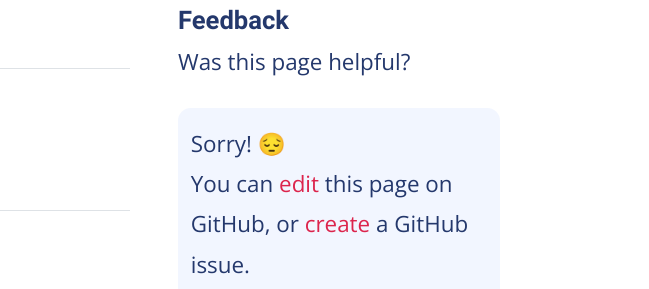 Feedback
Was this page helpful?
Sorry! 😔
You can edit this page on
GitHub, or create a GitHub
issue.